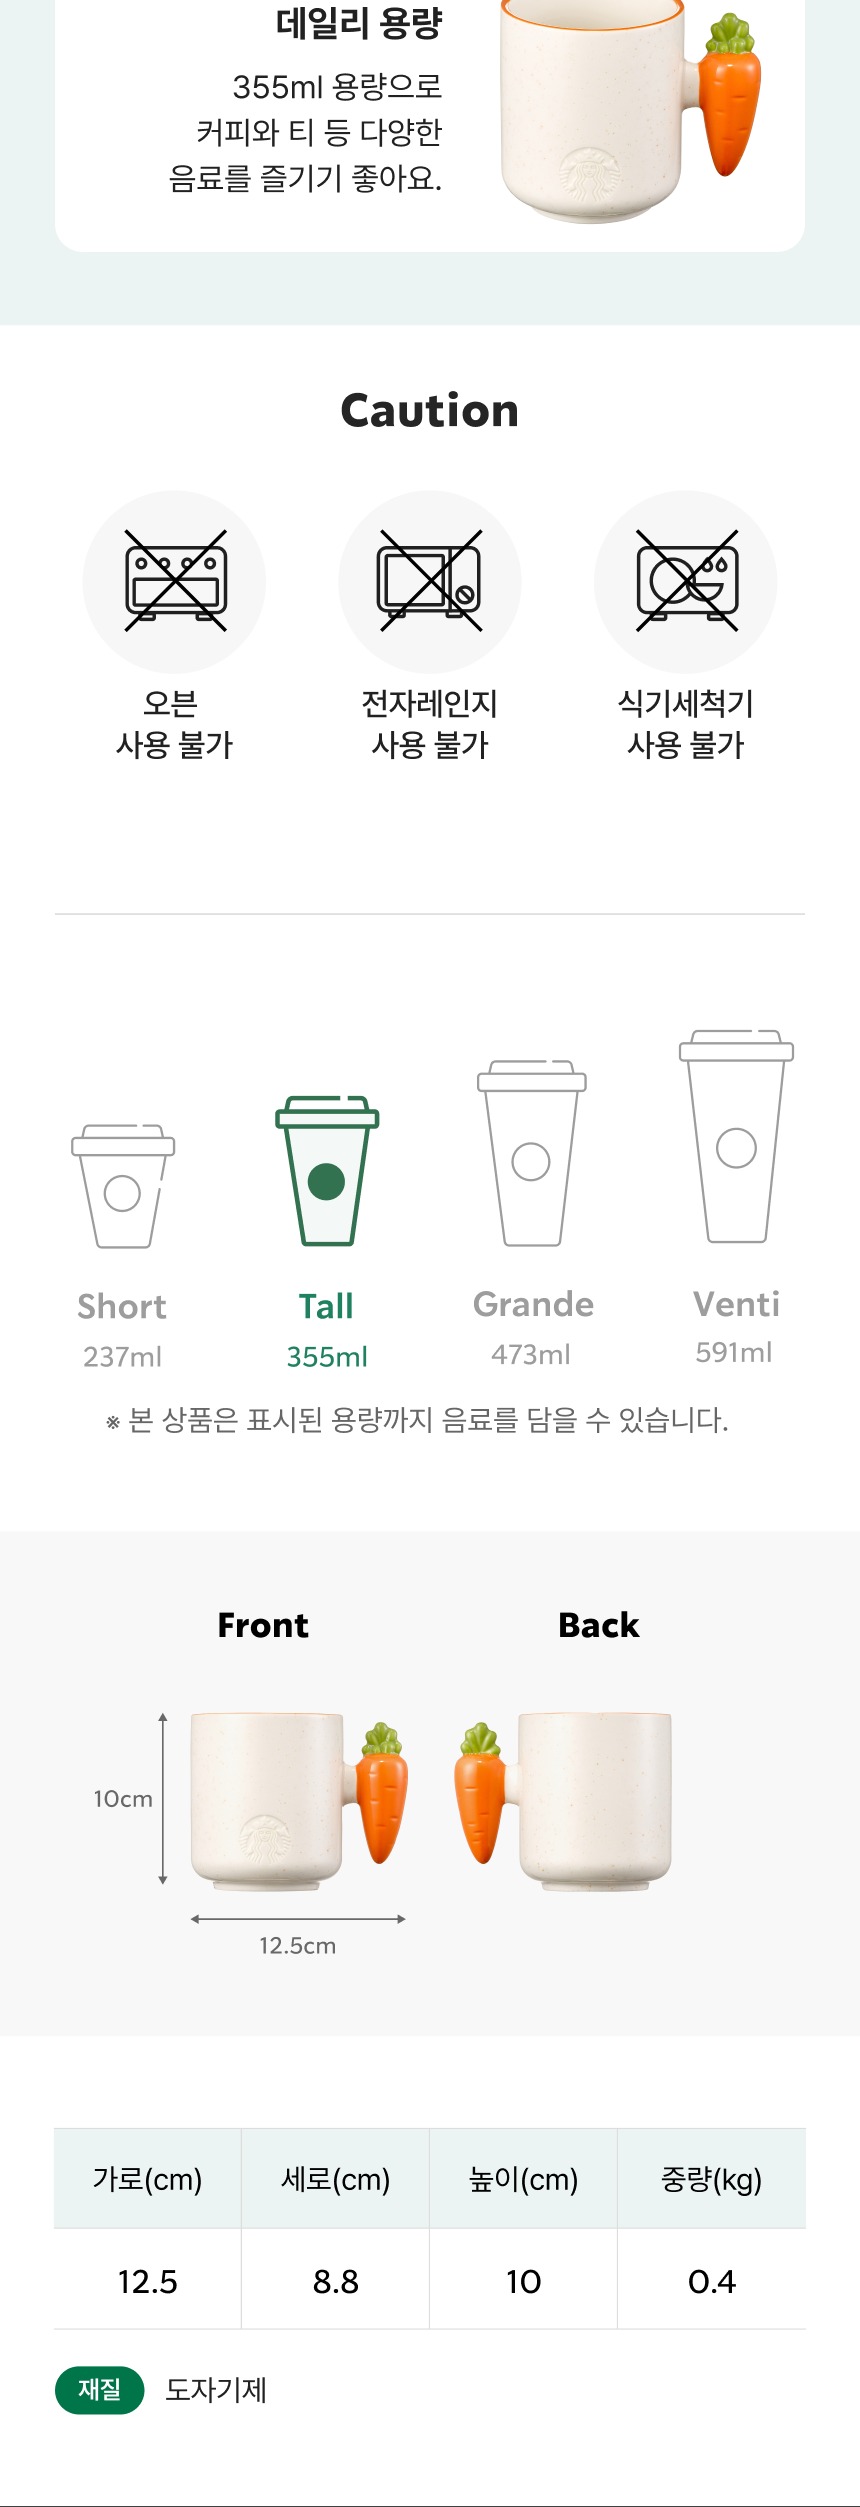 데일리 용량
355ml 용량으로
커피와 티 등 다양한
음료를 즐기기 좋아요.
Caution
오븐
사용 불가
전자레인지
사용 불가
식기세척기
사용 불가
Short
237ml
Tall
355ml
Grande
473ml
Venti
591ml
※ 본 상품은 표시된 용량까지 음료를 담을 수 있습니다.
Front
Back
10cm
12.5cm
가로(cm) 세로(cm) 높이(cm) 중량(kg)
12.5 8.8 10 0.4
재질 도자기제